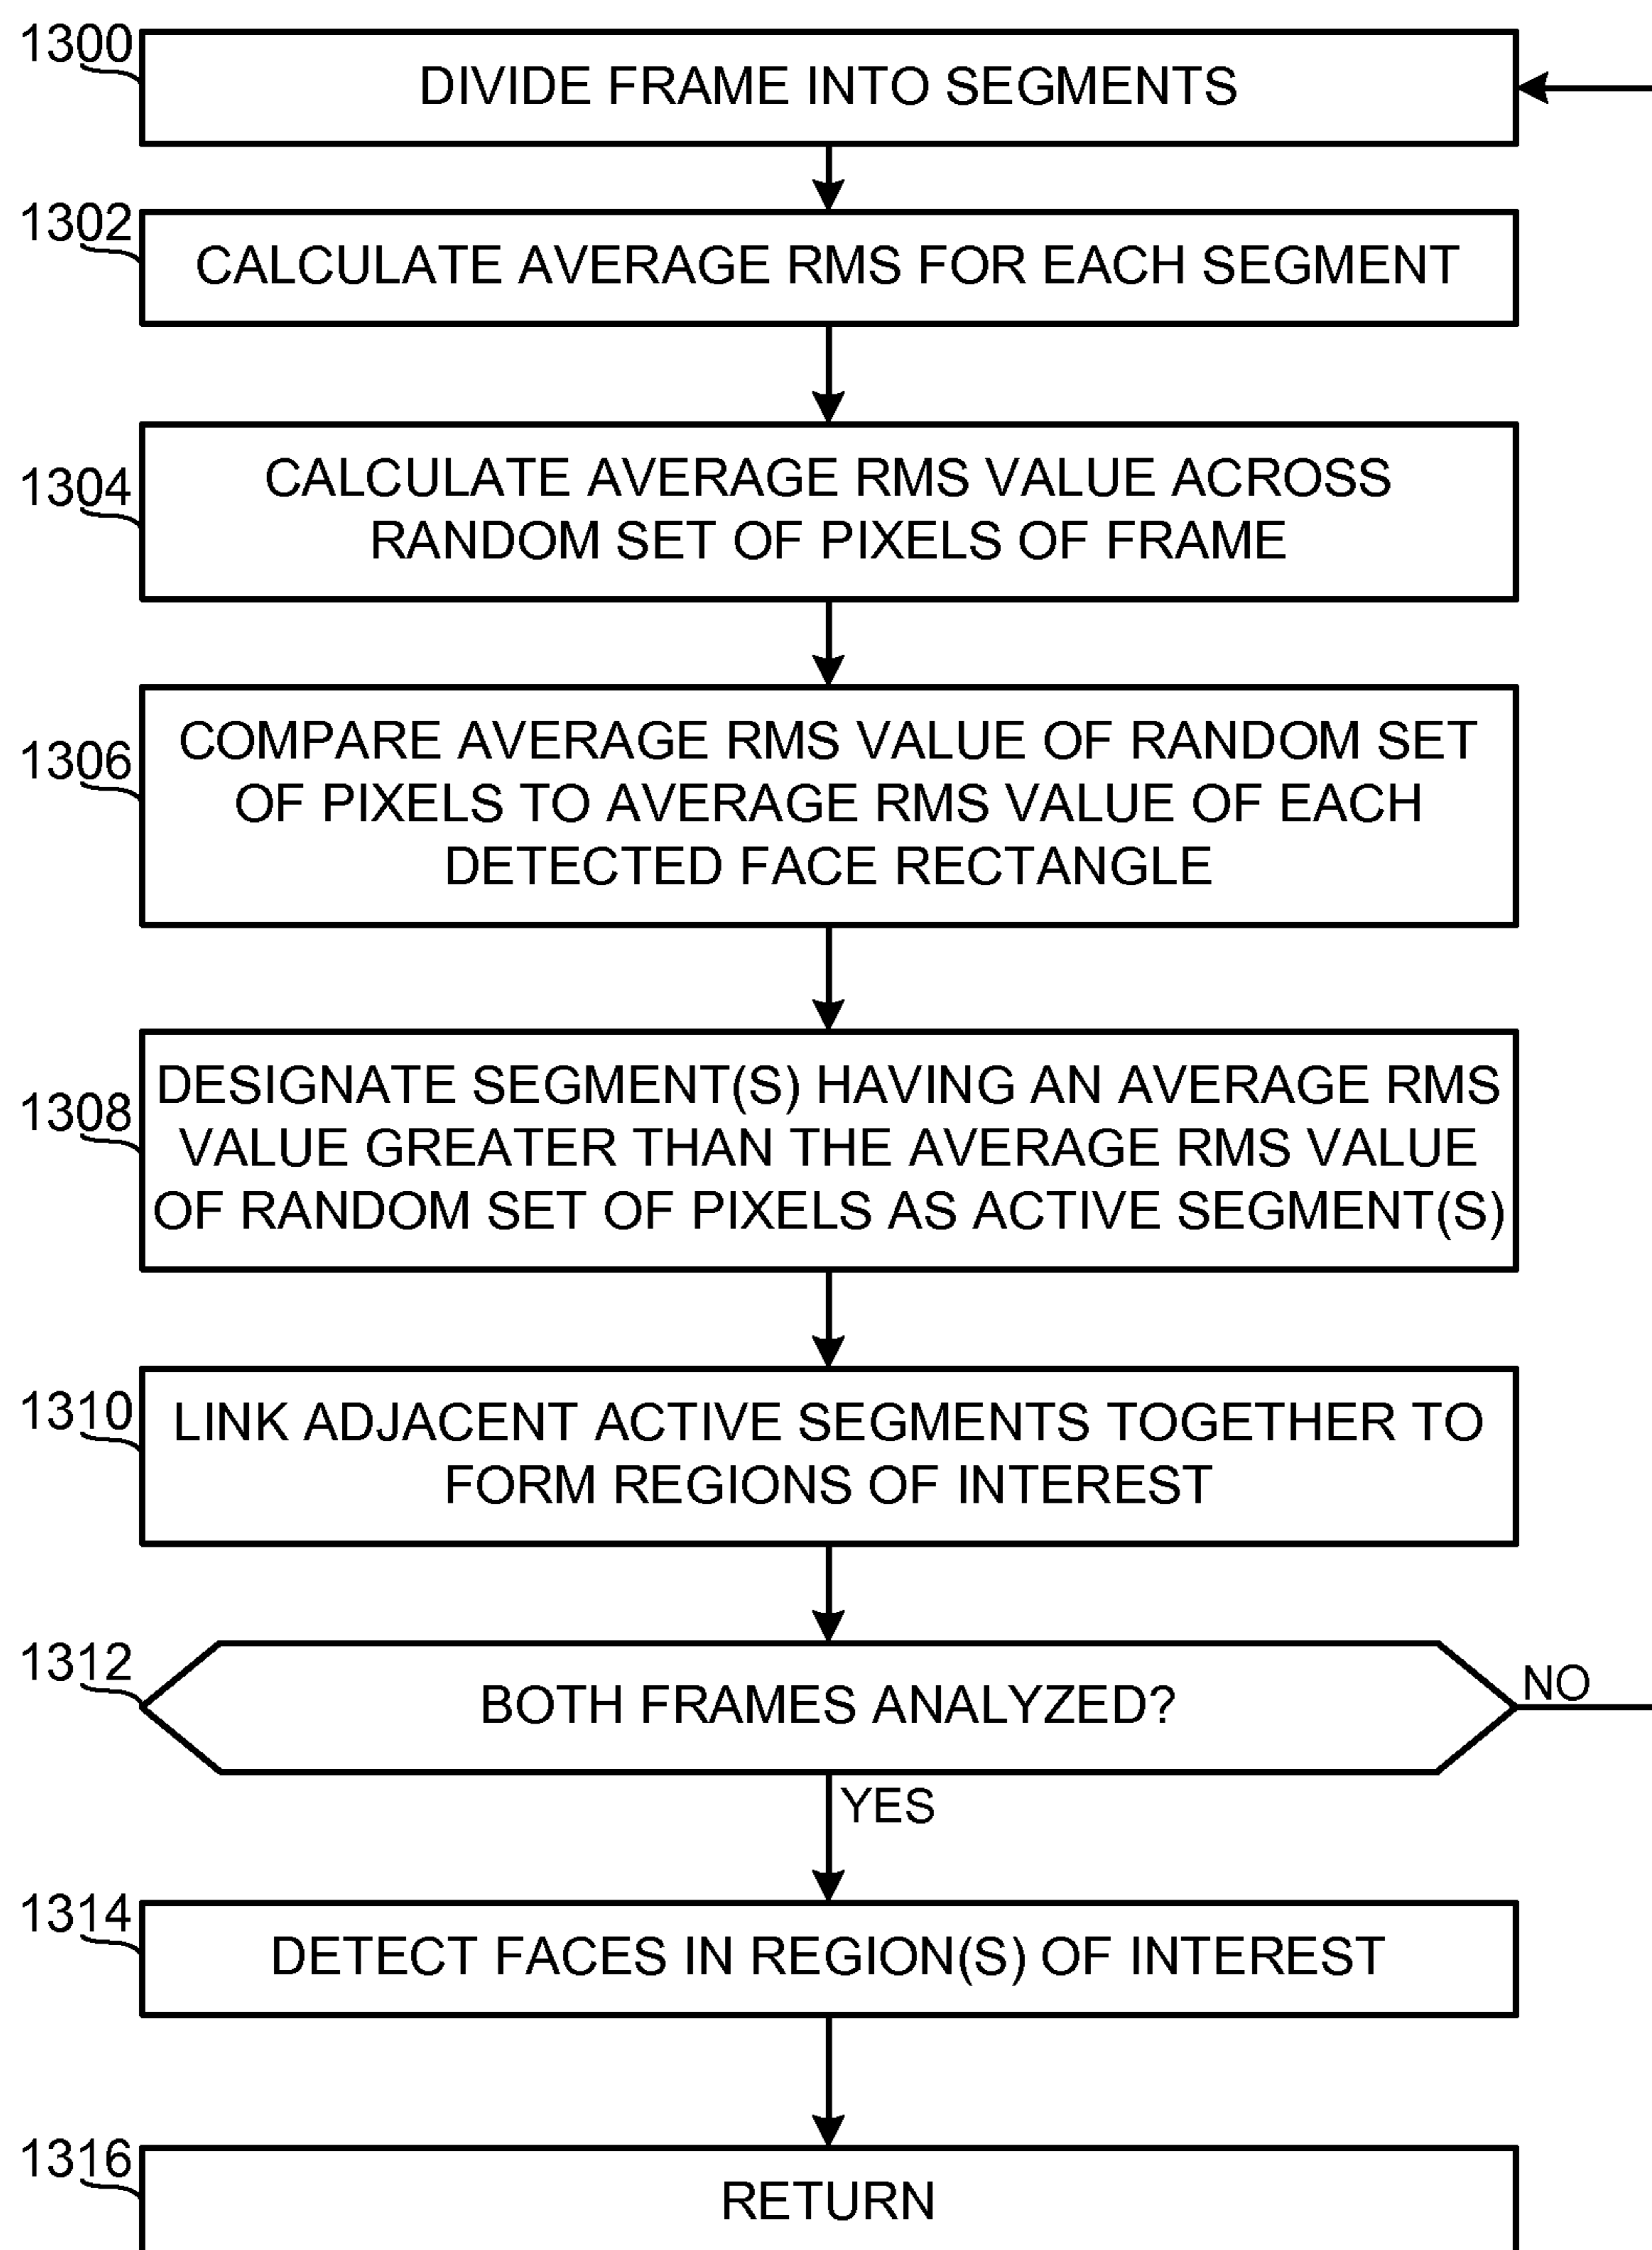 1300
DIVIDE FRAME INTO SEGMENTS
1302
CALCULATE AVERAGE RMS FOR EACH SEGMENT
1304
CALCULATE AVERAGE RMS VALUE ACROSS
RANDOM SET OF PIXELS OF FRAME
1306
COMPARE AVERAGE RMS VALUE OF RANDOM SET
OF PIXELS TO AVERAGE RMS VALUE OF EACH
DETECTED FACE RECTANGLE
1308
DESIGNATE SEGMENT(S) HAVING AN AVERAGE RMS
VALUE GREATER THAN THE AVERAGE RMS VALUE
OF RANDOM SET OF PIXELS AS ACTIVE SEGMENT(S)
1310
LINK ADJACENT ACTIVE SEGMENTS TOGETHER TO
FORM REGIONS OF INTEREST
1312
BOTH FRAMES ANALYZED?
NO
YES
1314
DETECT FACES IN REGION(S) OF INTEREST
1316
RETURN